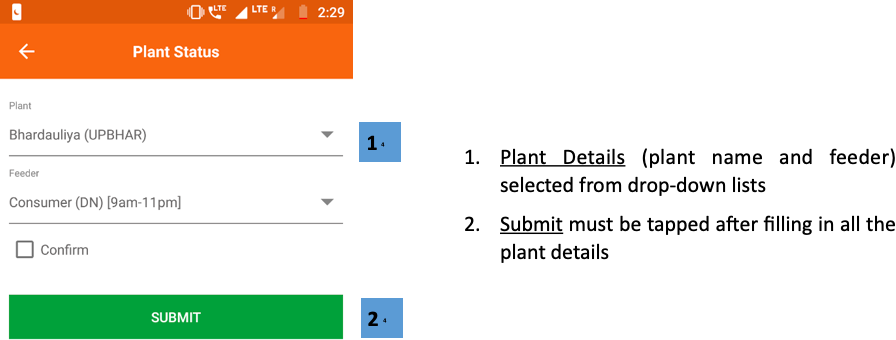 LTE LTE R 2:29
Plant Status
Plant
Bhardauliya (UPBHAR)
Feeder
Consumer (DN) [9am-11pm]
Confirm
SUBMIT
1 4
2 4
1. Plant Details (plant name and feeder)
selected from drop-down lists
2. Submit must be tapped after filling in all the
plant details